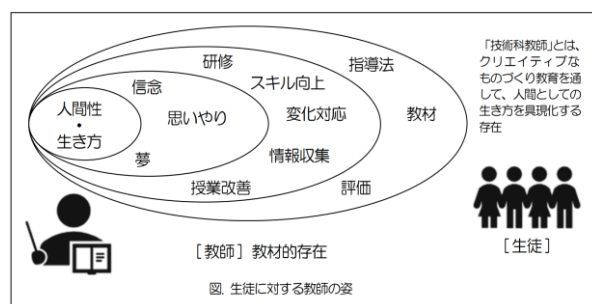 研修
指導法
「技術科教師」とは、
クリエイティブな
ものづくり教育を通
して、人間としての
生き方を具現化する
存在
信念
スキル向上
人間性
・
生き方
思いやり
変化対応
教材
夢
情報収集
授業改善
評価
[教師] 教材的存在
[生徒]
図. 生徒に対する教師の姿